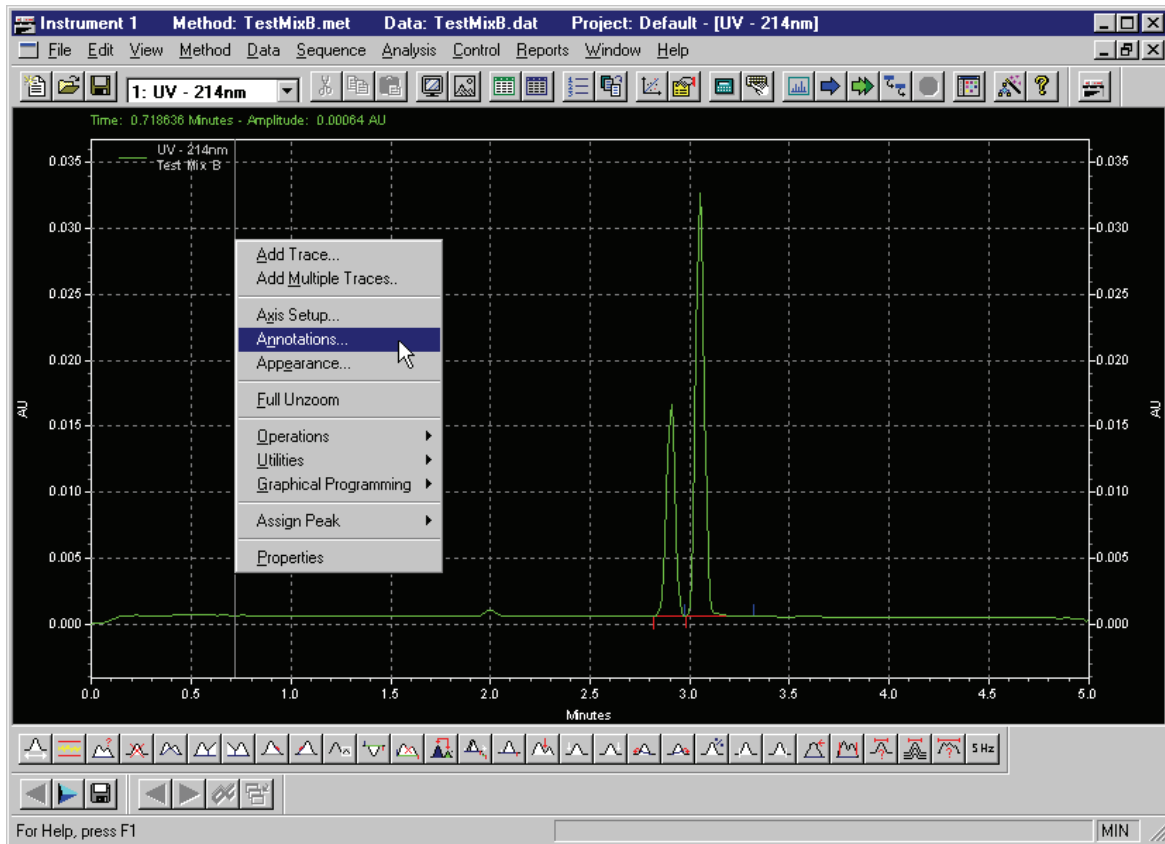 Instrument 1 Method: TestMixB.met Data: TestMixB.dat Project: Default - [UV - 214nm]
File Edit View Method Data Sequence Analysis Control Reports Window Help
1: UV - 214nm
Time: 0.718636 Minutes - Amplitude: 0.00064 AU
UV - 214nm
Test Mix B
0.035 0.035
0.030 0.030
Add Trace...
Add Multiple Traces..
0.025 0.025
Axis Setup...
Annotations...
0.020 0.020
Appearance...
Full Unzoom
AU AU
0.015 0.015
Operations
Utilities
Graphical Programming
0.010 0.010
Assign Peak
Properties
0.005 0.005
0.000 0.000
0.0 0.5 1.0 1.5 2.0 2.5 3.0 3.5 4.0 4.5 5.0
Minutes
5 Hz
For Help, press F1 MIN